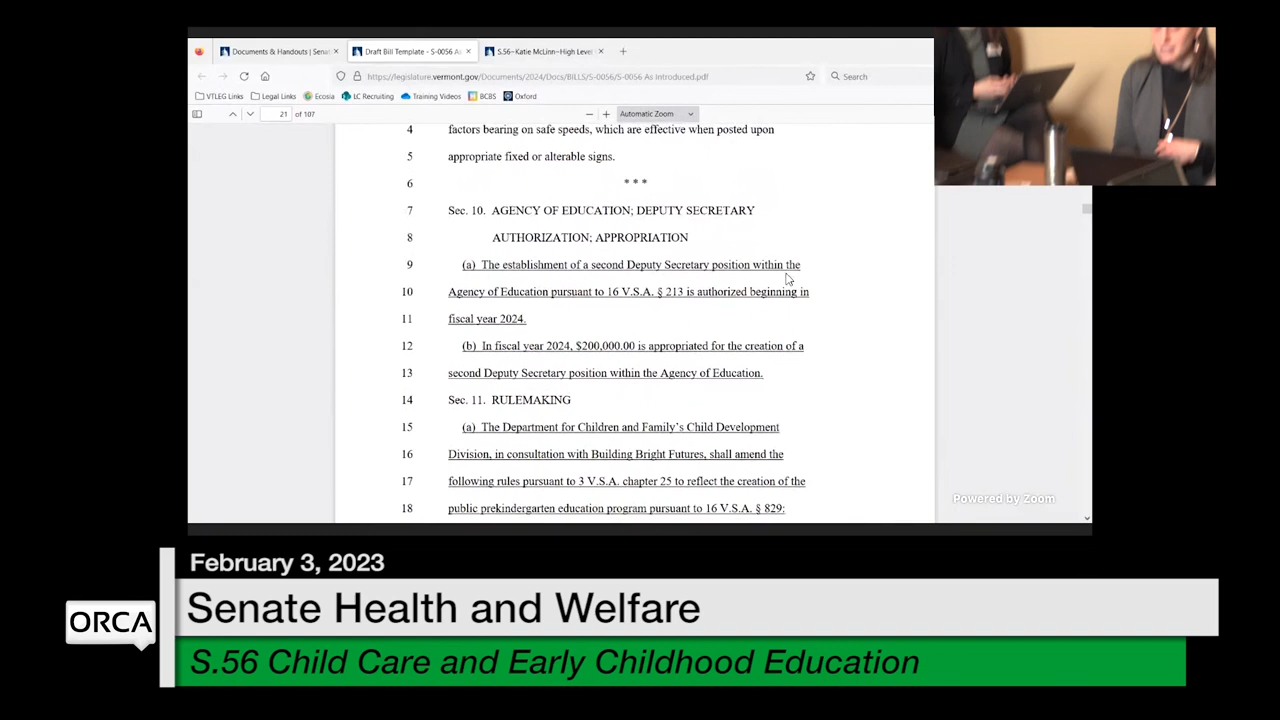 Documents & Handouts | Sena
Draft Bill Template - S-0056 As
S.56~Katie McLinn~High Level
https://legislature.vermont.gov/Documents/2024/Docs/BILLS/S-0056/S-0056 As Introduced.pdf
Search
VTLEG Links
Legal Links
Ecosia
LC Recruiting
Training Videos
BCBS
Oxford
21 of 107
Automatic Zoom
4 factors bearing on safe speeds, which are effective when posted upon
5 appropriate fixed or alterable signs.
6 * * *
7 Sec. 10. AGENCY OF EDUCATION; DEPUTY SECRETARY
8 AUTHORIZATION; APPROPRIATION
9 (a) The establishment of a second Deputy Secretary position within the
10 Agency of Education pursuant to 16 V.S.A. § 213 is authorized beginning in
11 fiscal year 2024.
12 (b) In fiscal year 2024, $200,000.00 is appropriated for the creation of a
13 second Deputy Secretary position within the Agency of Education.
14 Sec. 11. RULEMAKING
15 (a) The Department for Children and Family’s Child Development
16 Division, in consultation with Building Bright Futures, shall amend the
17 following rules pursuant to 3 V.S.A. chapter 25 to reflect the creation of the
18 public prekindergarten education program pursuant to 16 V.S.A. § 829:
Powered by Zoom
February 3, 2023
ORCA
Senate Health and Welfare
S.56 Child Care and Early Childhood Education